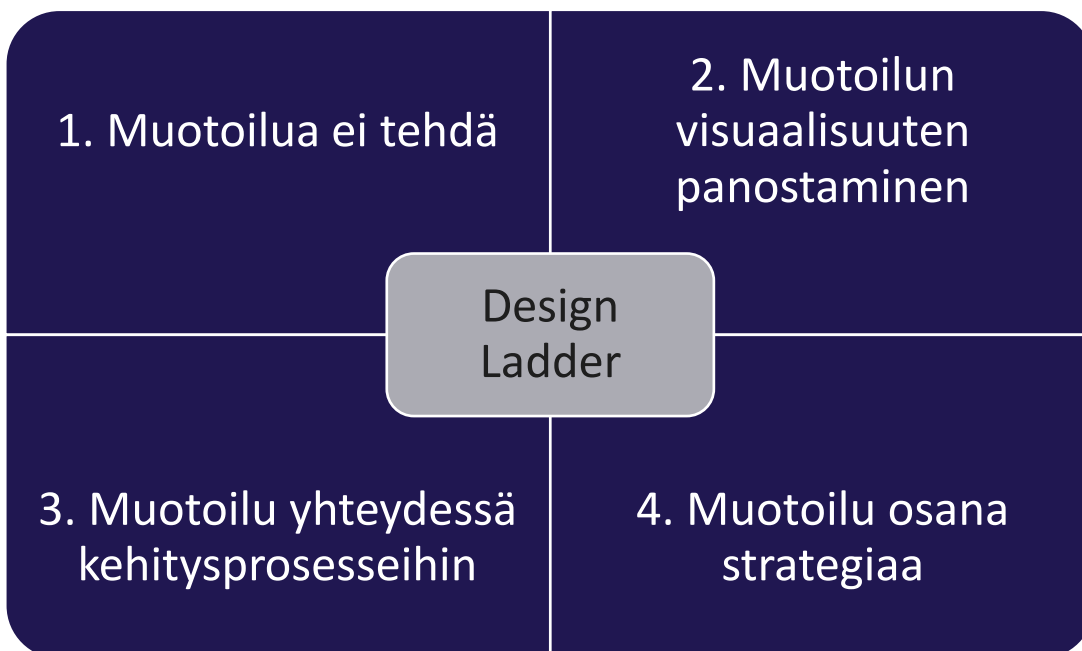 1. Muotoilua ei tehdä
2. Muotoilun
visuaalisuuten
panostaminen
Design
Ladder
3. Muotoilu yhteydessä
kehitysprosesseihin
4. Muotoilu osana
strategiaa